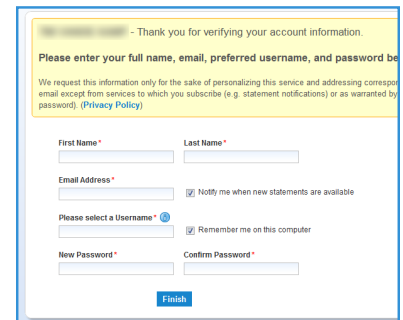 - Thank you for verifying your account information.
Please enter your full name, email, preferred username, and password be
We request this information only for the sake of personalizing this service and addressing correspor
email except from services to which you subscribe (e.g. statement notifications) or as warranted by
password). (Privacy Policy)
First Name* Last Name*
Email Address*
Notify me when new statements are available
Please select a Username*
Remember me on this computer
New Password* Confirm Password*
Finish